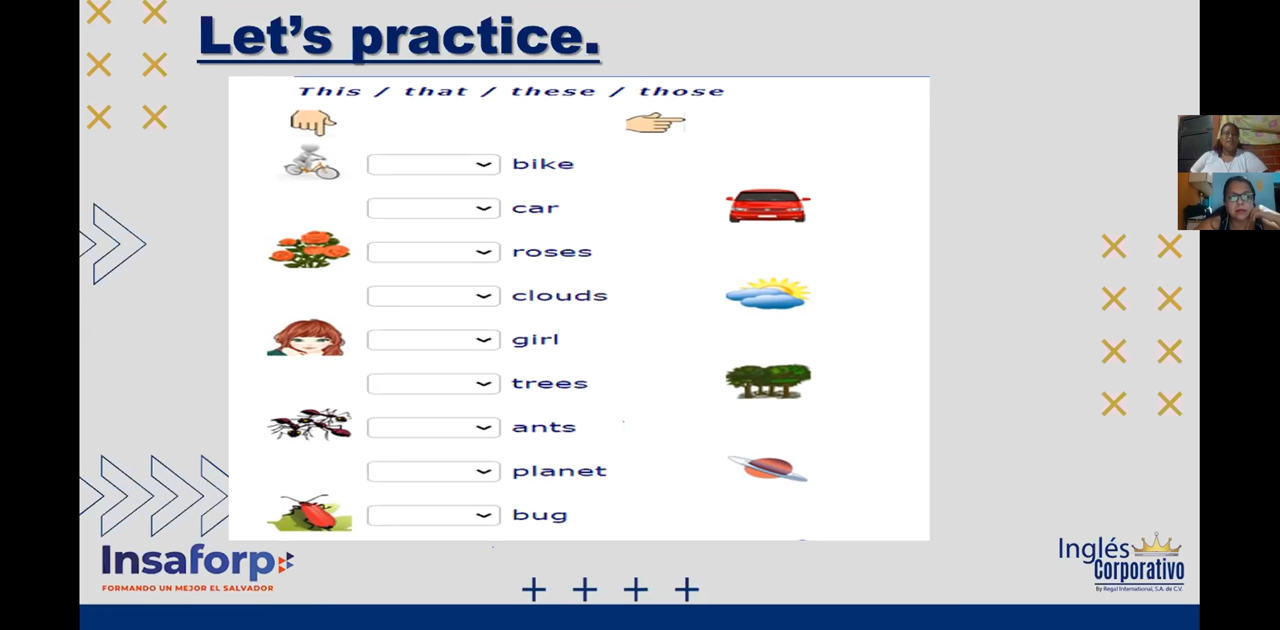 Let's practice.
This / that / these / those
bike
car
roses
clouds
girl
trees
ants
planet
bug
Insaforp
FORMANDO UN MEJOR EL SALVADOR
Inglés
Corporativo
By Regal International, S.A. de C.V.